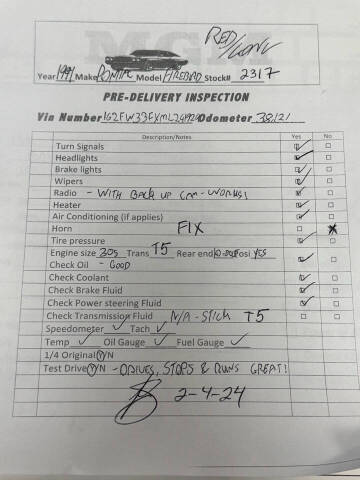 RED/CONV
Year 1991 Make PONTIAC Model FIREBIRD Stock# 2317
PRE-DELIVERY INSPECTION
Vin Number Odometer 38121
Description/Notes Yes No
Turn Signals
Headlights
Brake lights
Wipers
Radio - WITH BACK UP CAM - WORKS!
Heater
Air Conditioning (if applies)
Horn FIX
Tire pressure
Engine size 305 Trans T5 Rear end Posi YES
Check Oil - GOOD
Check Coolant
Check Brake Fluid
Check Power steering Fluid
Check Transmission Fluid N/A - STICK T5
Speedometer Tach
Temp Oil Gauge Fuel Gauge
1/4 Original Y/N
Test Drive Y/N - DRIVES, STOPS & RUNS GREAT!
2-4-24